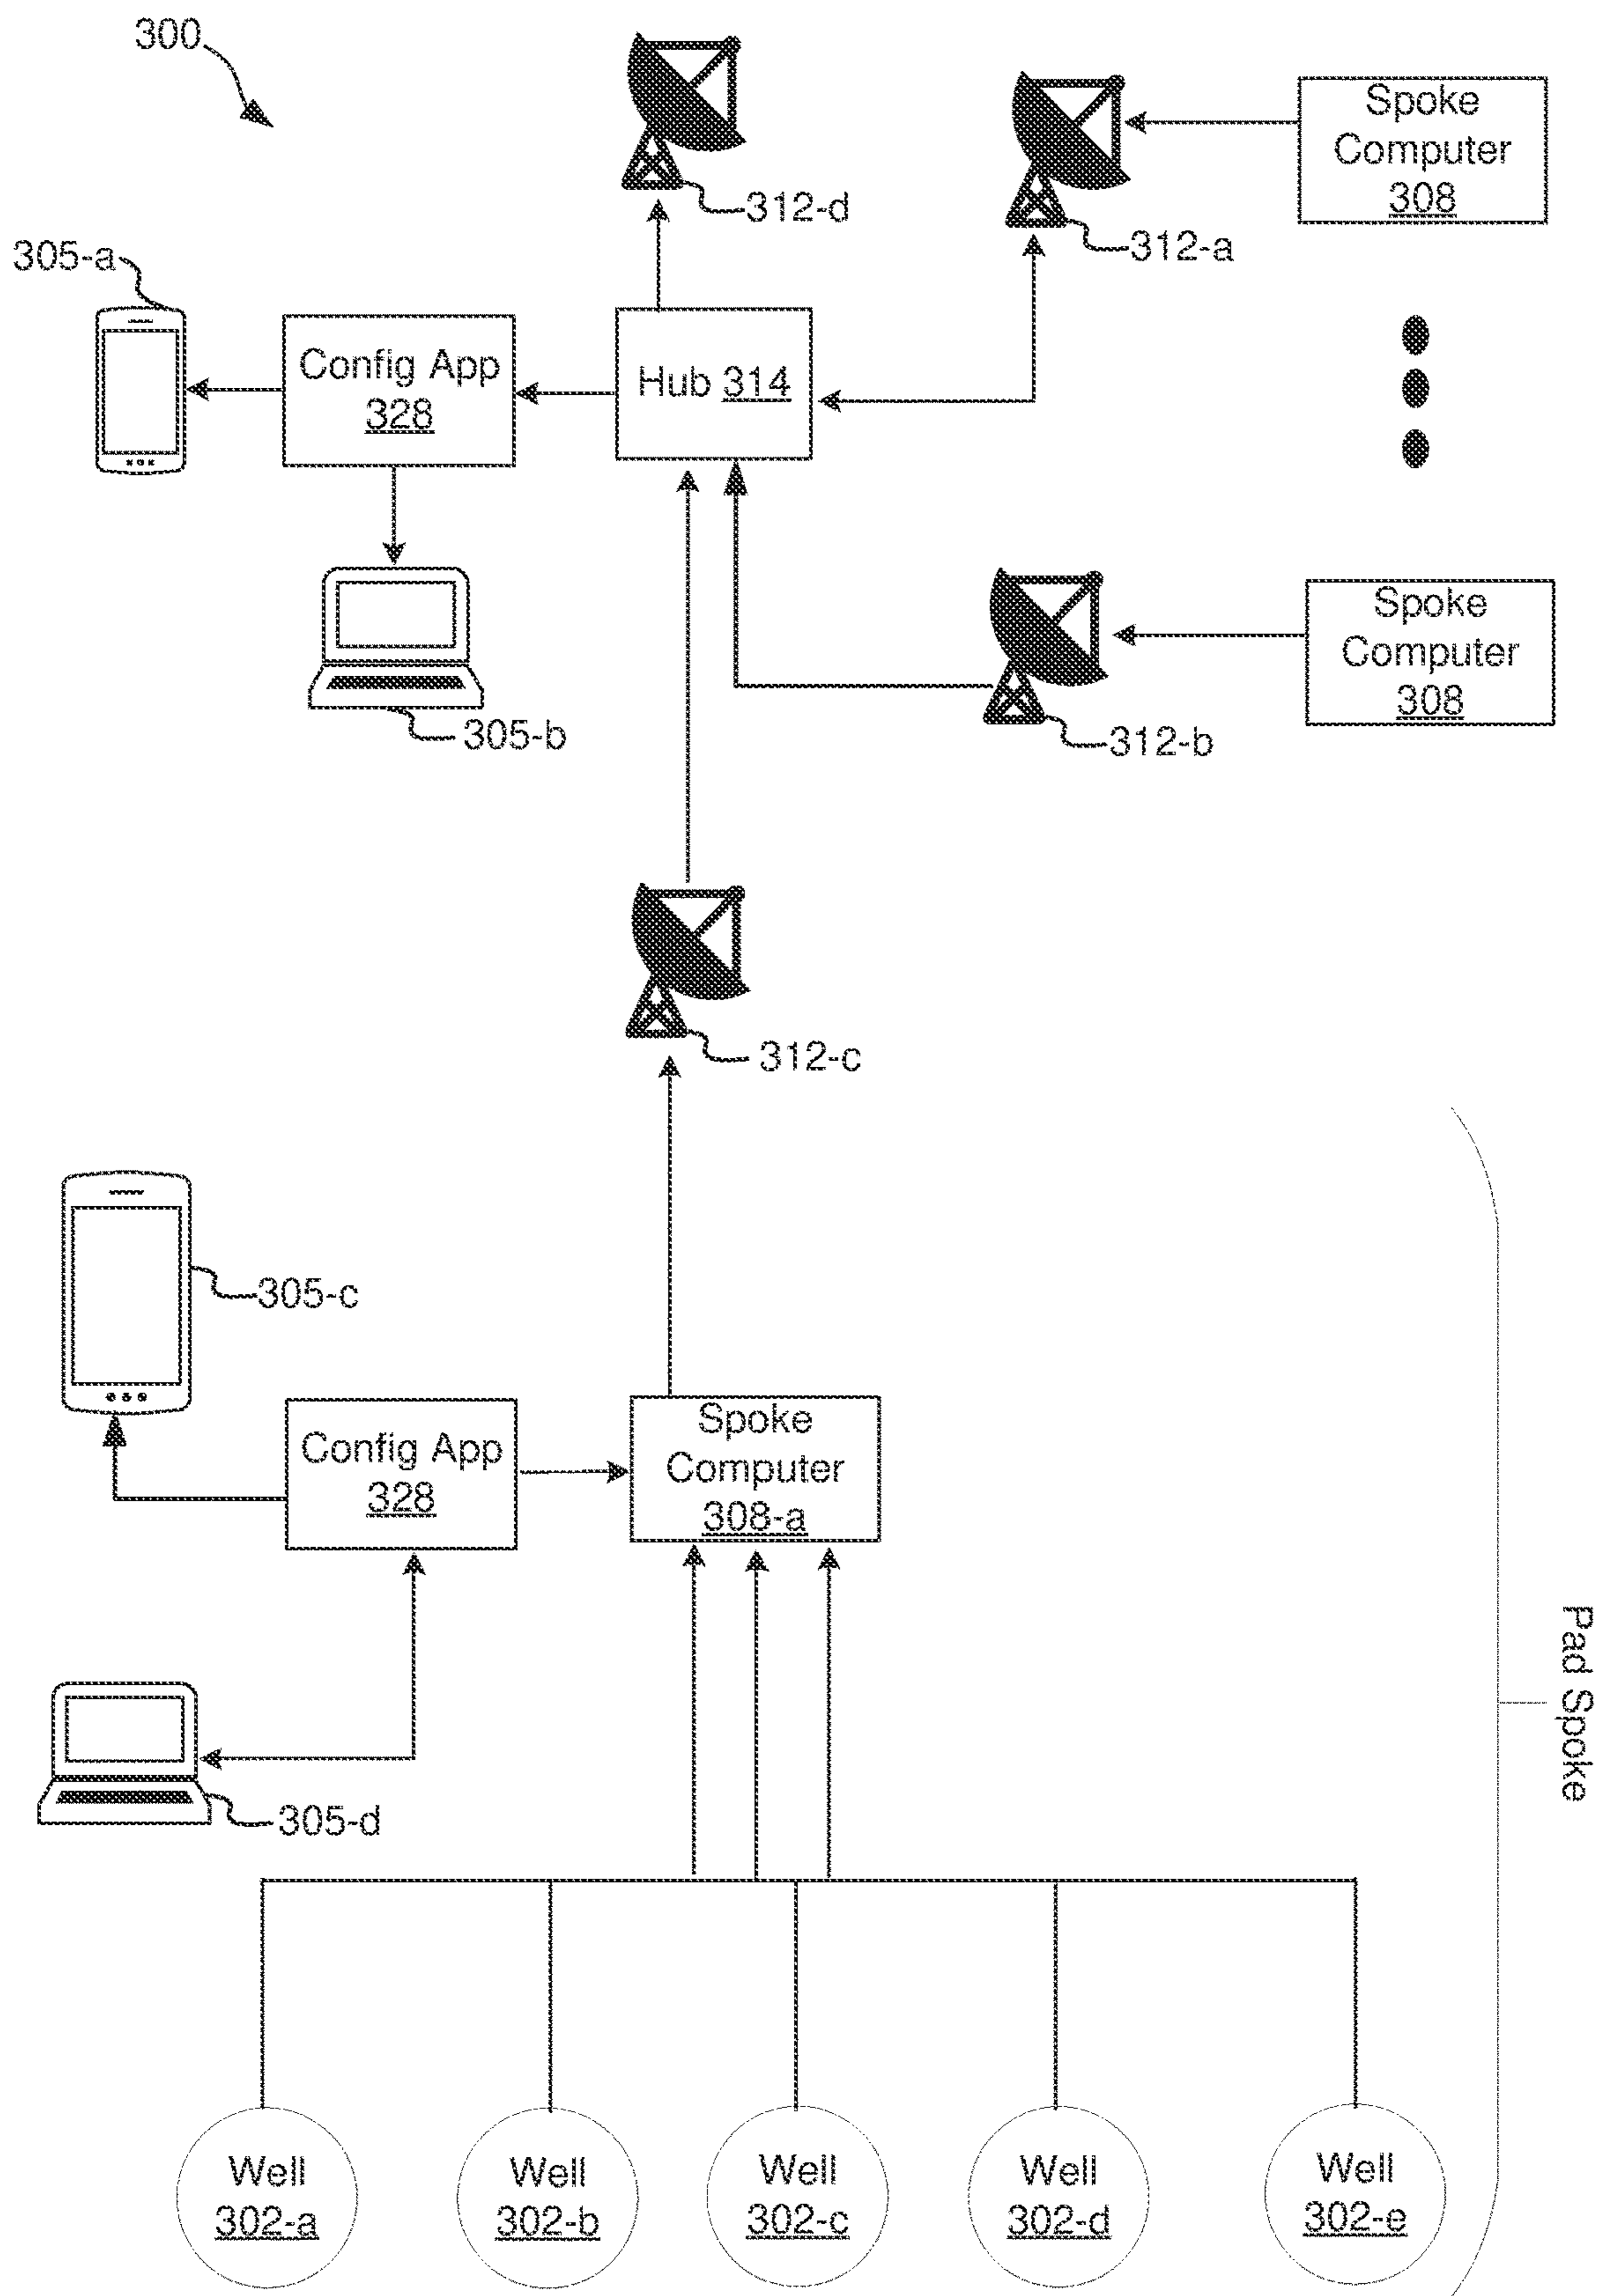 300
312-d
Spoke
Computer
308
312-a
305-a
Config App
328
Hub 314
305-b
Spoke
Computer
308
312-b
312-c
305-c
Config App
328
Spoke
Computer
308-a
305-d
Pad Spoke
Well
302-a
Well
302-b
Well
302-c
Well
302-d
Well
302-e